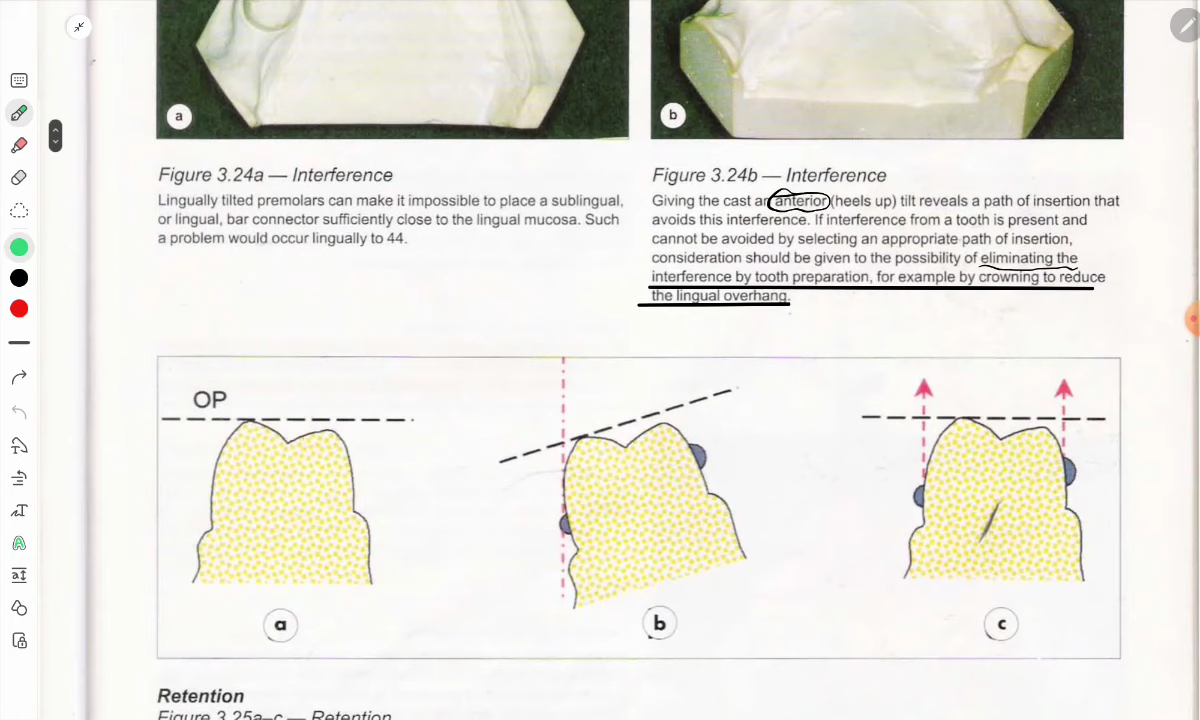 a
b
Figure 3.24a — Interference
Lingually tilted premolars can make it impossible to place a sublingual,
or lingual, bar connector sufficiently close to the lingual mucosa. Such
a problem would occur lingually to 44.
Figure 3.24b — Interference
Giving the cast an anterior (heels up) tilt reveals a path of insertion that
avoids this interference. If interference from a tooth is present and
cannot be avoided by selecting an appropriate path of insertion,
consideration should be given to the possibility of eliminating the
interference by tooth preparation, for example by crowning to reduce
the lingual overhang.
OP
a
b
c
Retention
Figure 3.25a–c — Retention